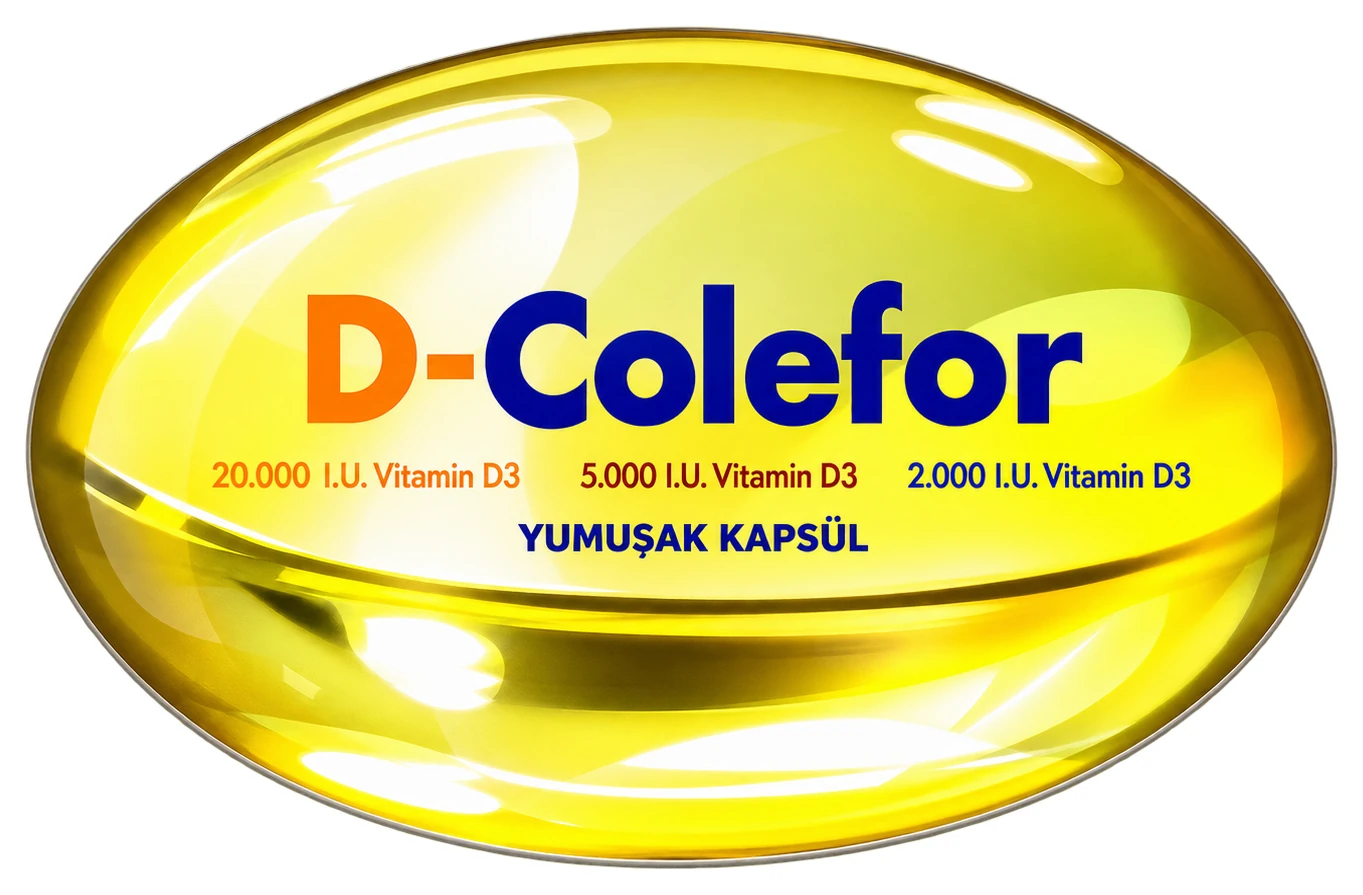 D-Colefor
20.000 I.U. Vitamin D3 5.000 I.U. Vitamin D3 2.000 I.U. Vitamin D3
YUMUŞAK KAPSÜL